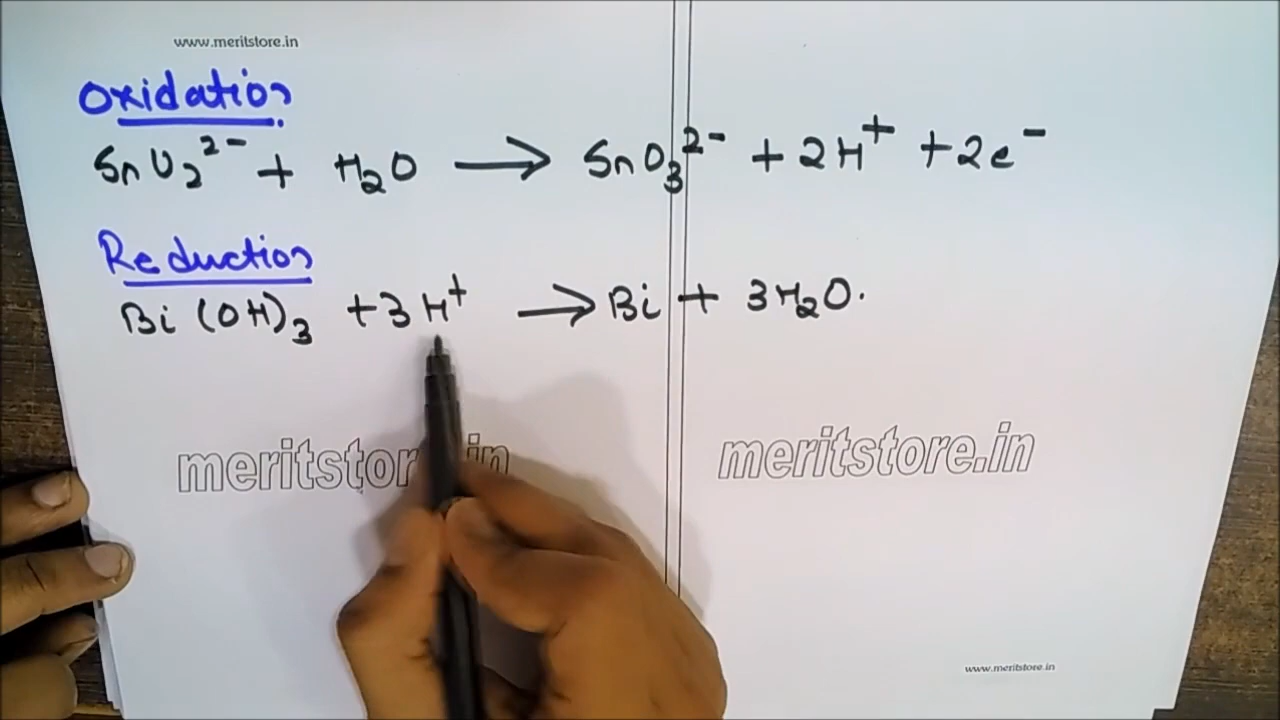 www.meritstore.in
Oxidation
SnO₂²⁻ + H₂O ⟶ SnO₃²⁻ + 2H⁺ + 2e⁻
Reduction
Bi(OH)₃ + 3H⁺ ⟶ Bi + 3H₂O.
meritstor in meritstore.in
www.meritstore.in